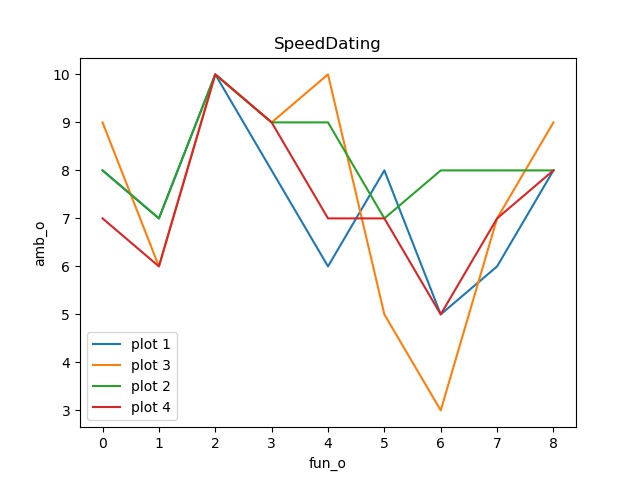 SpeedDating
amb_o
10
9
8
7
6
5
4
3
plot 1
plot 3
plot 2
plot 4
0 1 2 3 4 5 6 7 8
fun_o